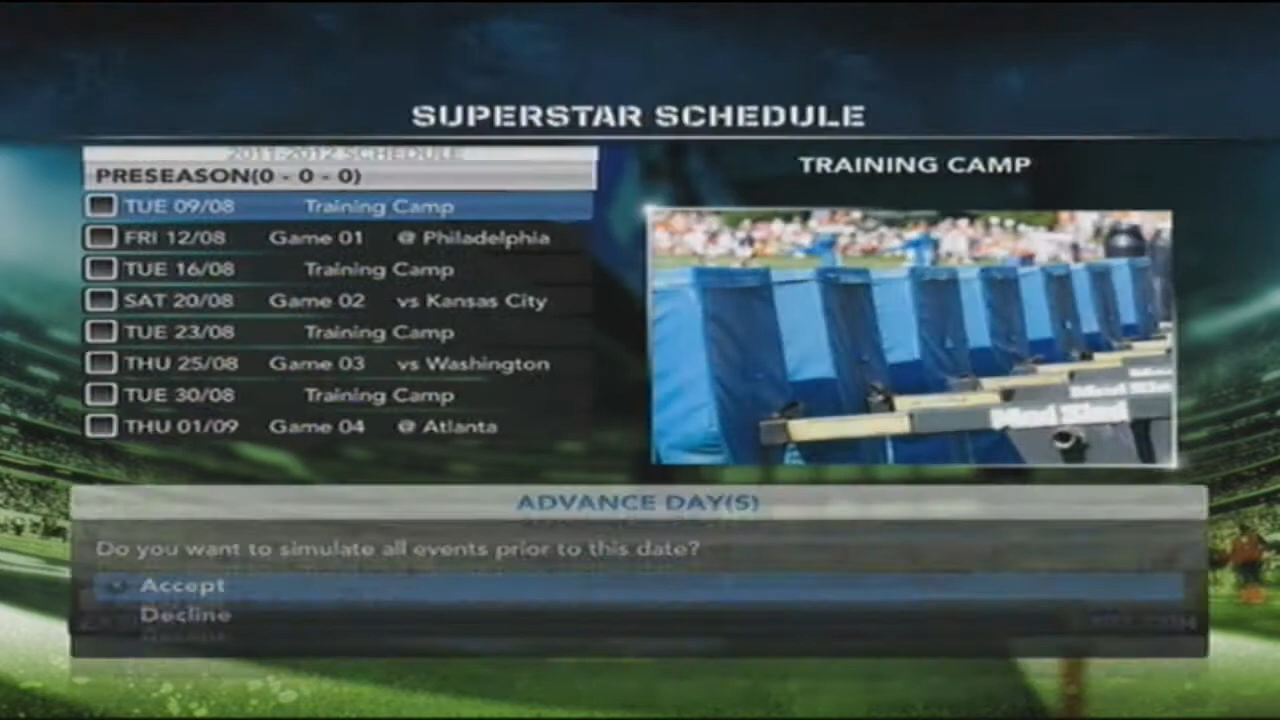 SUPERSTAR SCHEDULE
2011-2012 SCHEDULE
PRESEASON(0 - 0 - 0)
TUE 09/08 Training Camp
FRI 12/08 Game 01 @ Philadelphia
TUE 16/08 Training Camp
SAT 20/08 Game 02 vs Kansas City
TUE 23/08 Training Camp
THU 25/08 Game 03 vs Washington
TUE 30/08 Training Camp
THU 01/09 Game 04 @ Atlanta
TRAINING CAMP
ADVANCE DAY(S)
Do you want to simulate all events prior to this date?
Accept
Decline